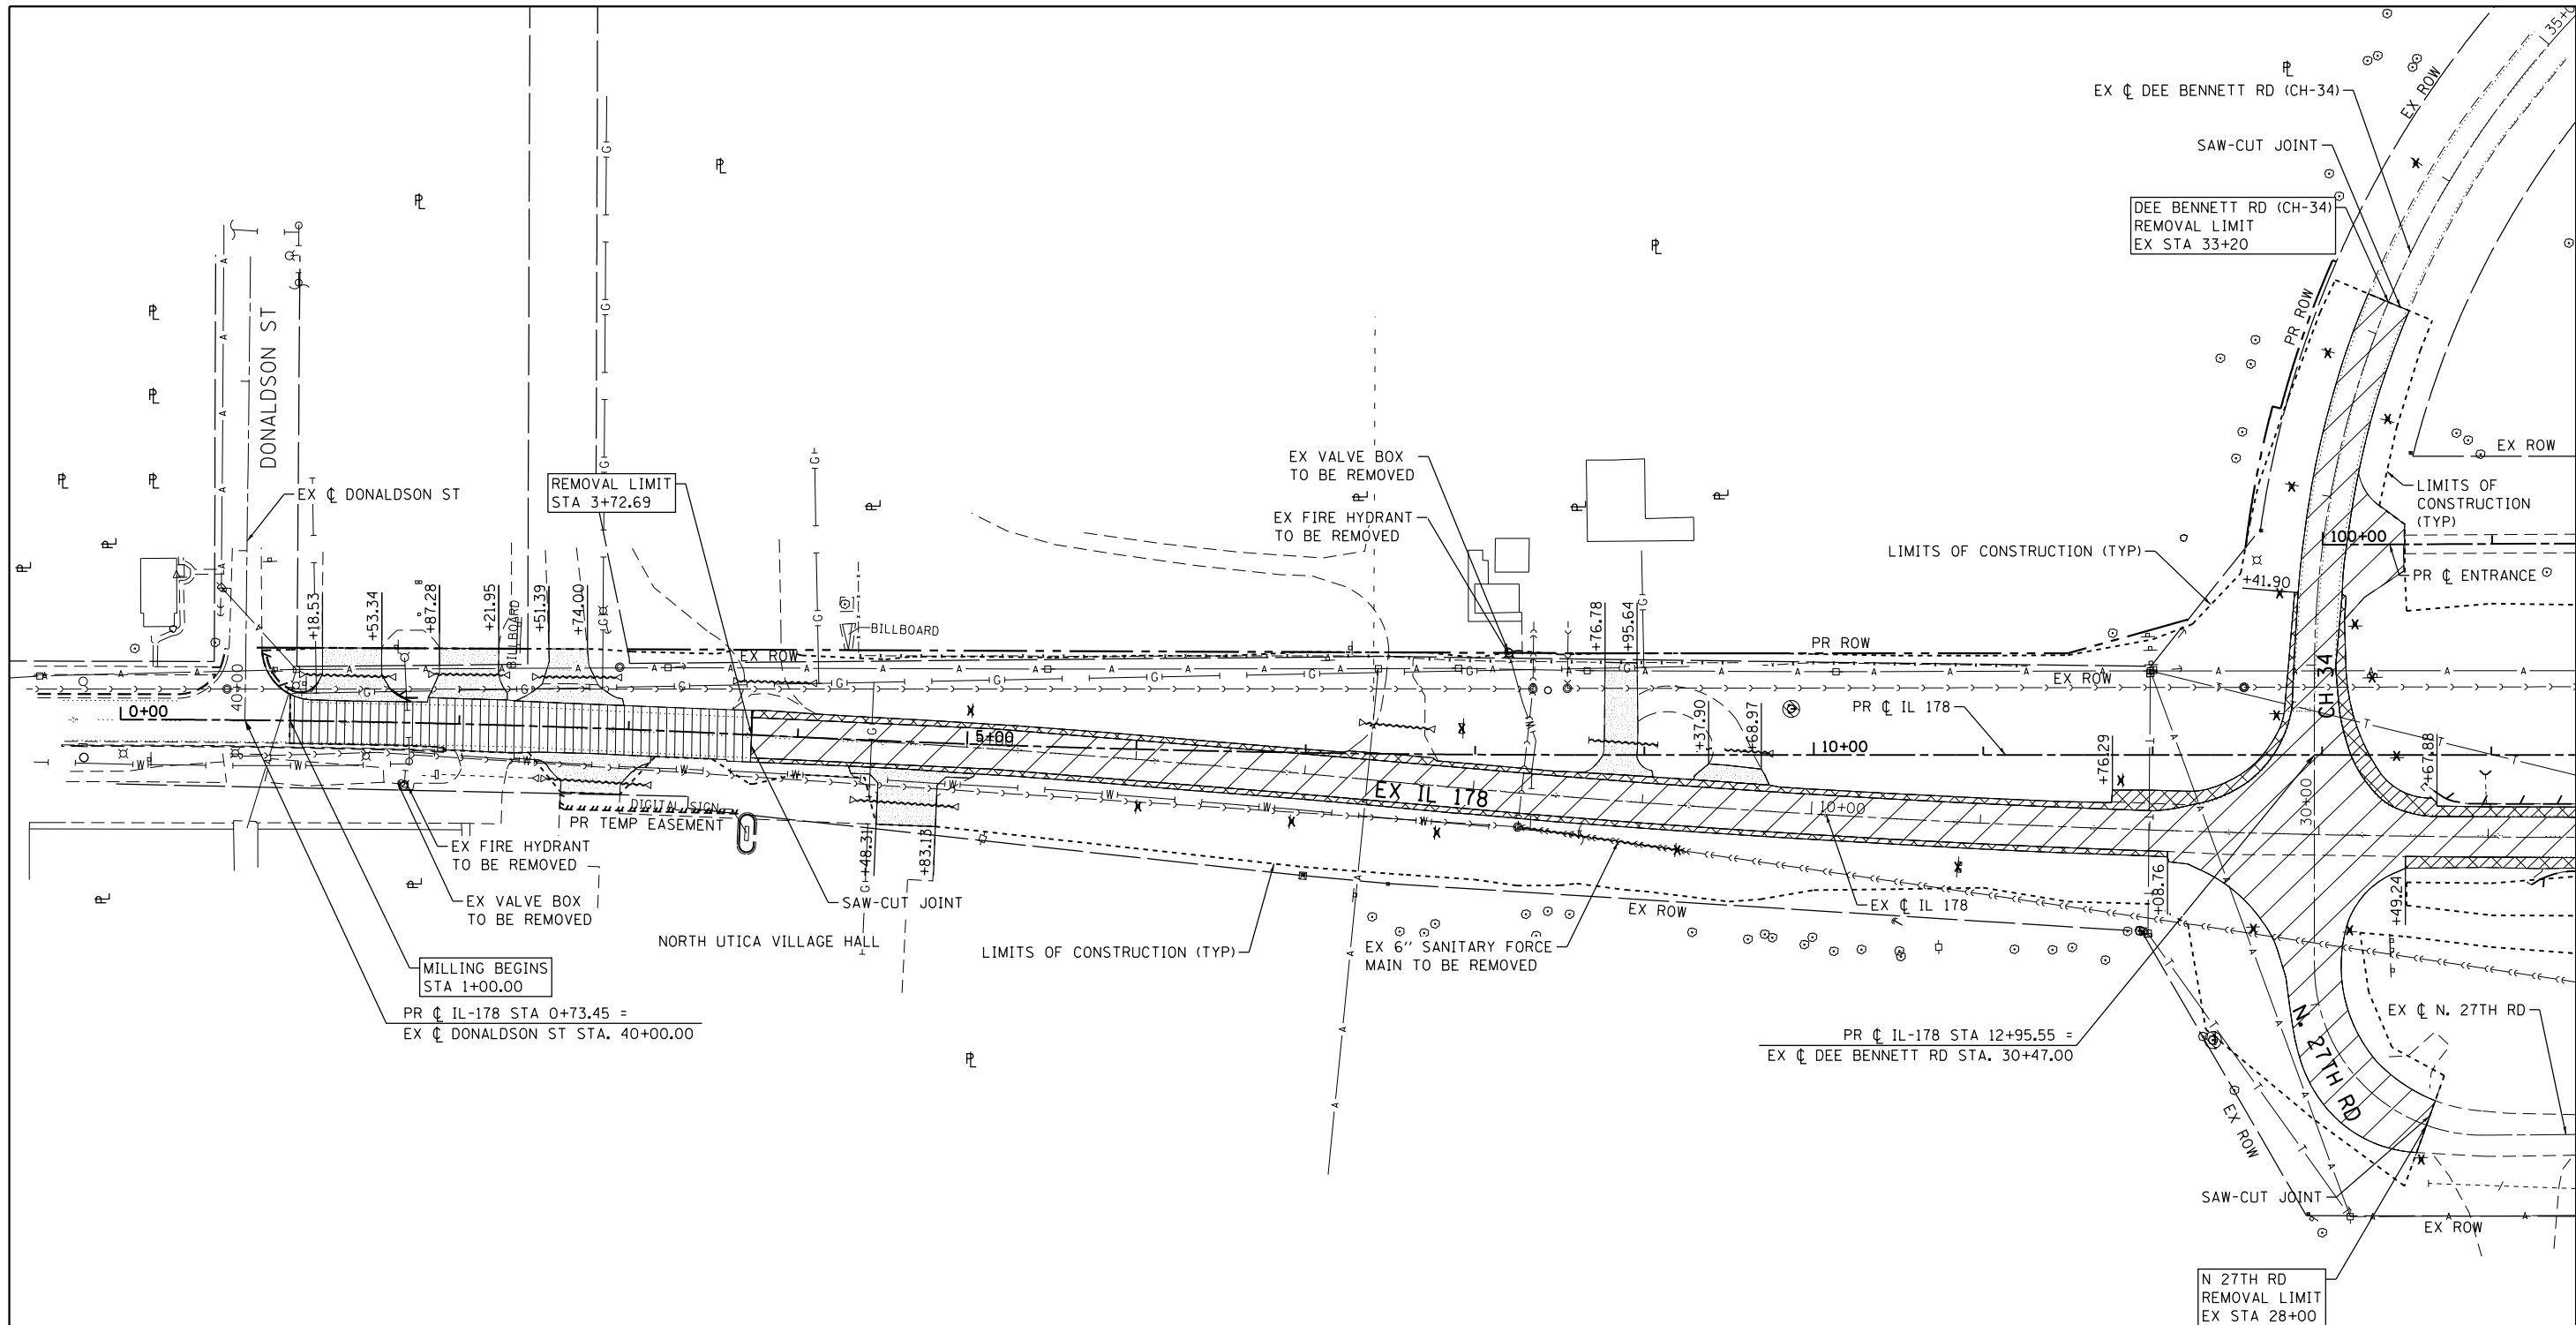 35+0
EX ROW
℄
EX ℄ DEE BENNETT RD (CH-34)
SAW-CUT JOINT
DEE BENNETT RD (CH-34)
REMOVAL LIMIT
EX STA 33+20
PR ROW
EX ROW
LIMITS OF
CONSTRUCTION
(TYP)
100+00
PR ℄ ENTRANCE
+41.90
LIMITS OF CONSTRUCTION (TYP)
DONALDSON ST
EX ℄ DONALDSON ST
REMOVAL LIMIT
STA 3+72.69
EX VALVE BOX
TO BE REMOVED
EX FIRE HYDRANT
TO BE REMOVED
+18.53
+53.34
+87.28
+21.95
BILLBOARD
+51.39
+74.00
BILLBOARD
+76.78
+95.64
EX ROW
PR ROW
EX ROW
CH 34
40+00
0+00
5+00
PR ℄ IL 178
10+00
+37.90
+68.97
+76.29
+67.88
30+00
EX IL 178
10+00
DIGITAL SIGN
PR TEMP EASEMENT
EX FIRE HYDRANT
TO BE REMOVED
EX VALVE BOX
TO BE REMOVED
+48.31
+83.13
SAW-CUT JOINT
NORTH UTICA VILLAGE HALL
LIMITS OF CONSTRUCTION (TYP)
EX 6" SANITARY FORCE
MAIN TO BE REMOVED
EX ROW
EX ℄ IL 178
+08.76
+49.24
MILLING BEGINS
STA 1+00.00
PR ℄ IL-178 STA 0+73.45 =
EX ℄ DONALDSON ST STA. 40+00.00
PR ℄ IL-178 STA 12+95.55 =
EX ℄ DEE BENNETT RD STA. 30+47.00
N. 27TH RD
EX ℄ N. 27TH RD
EX ROW
SAW-CUT JOINT
EX ROW
N 27TH RD
REMOVAL LIMIT
EX STA 28+00